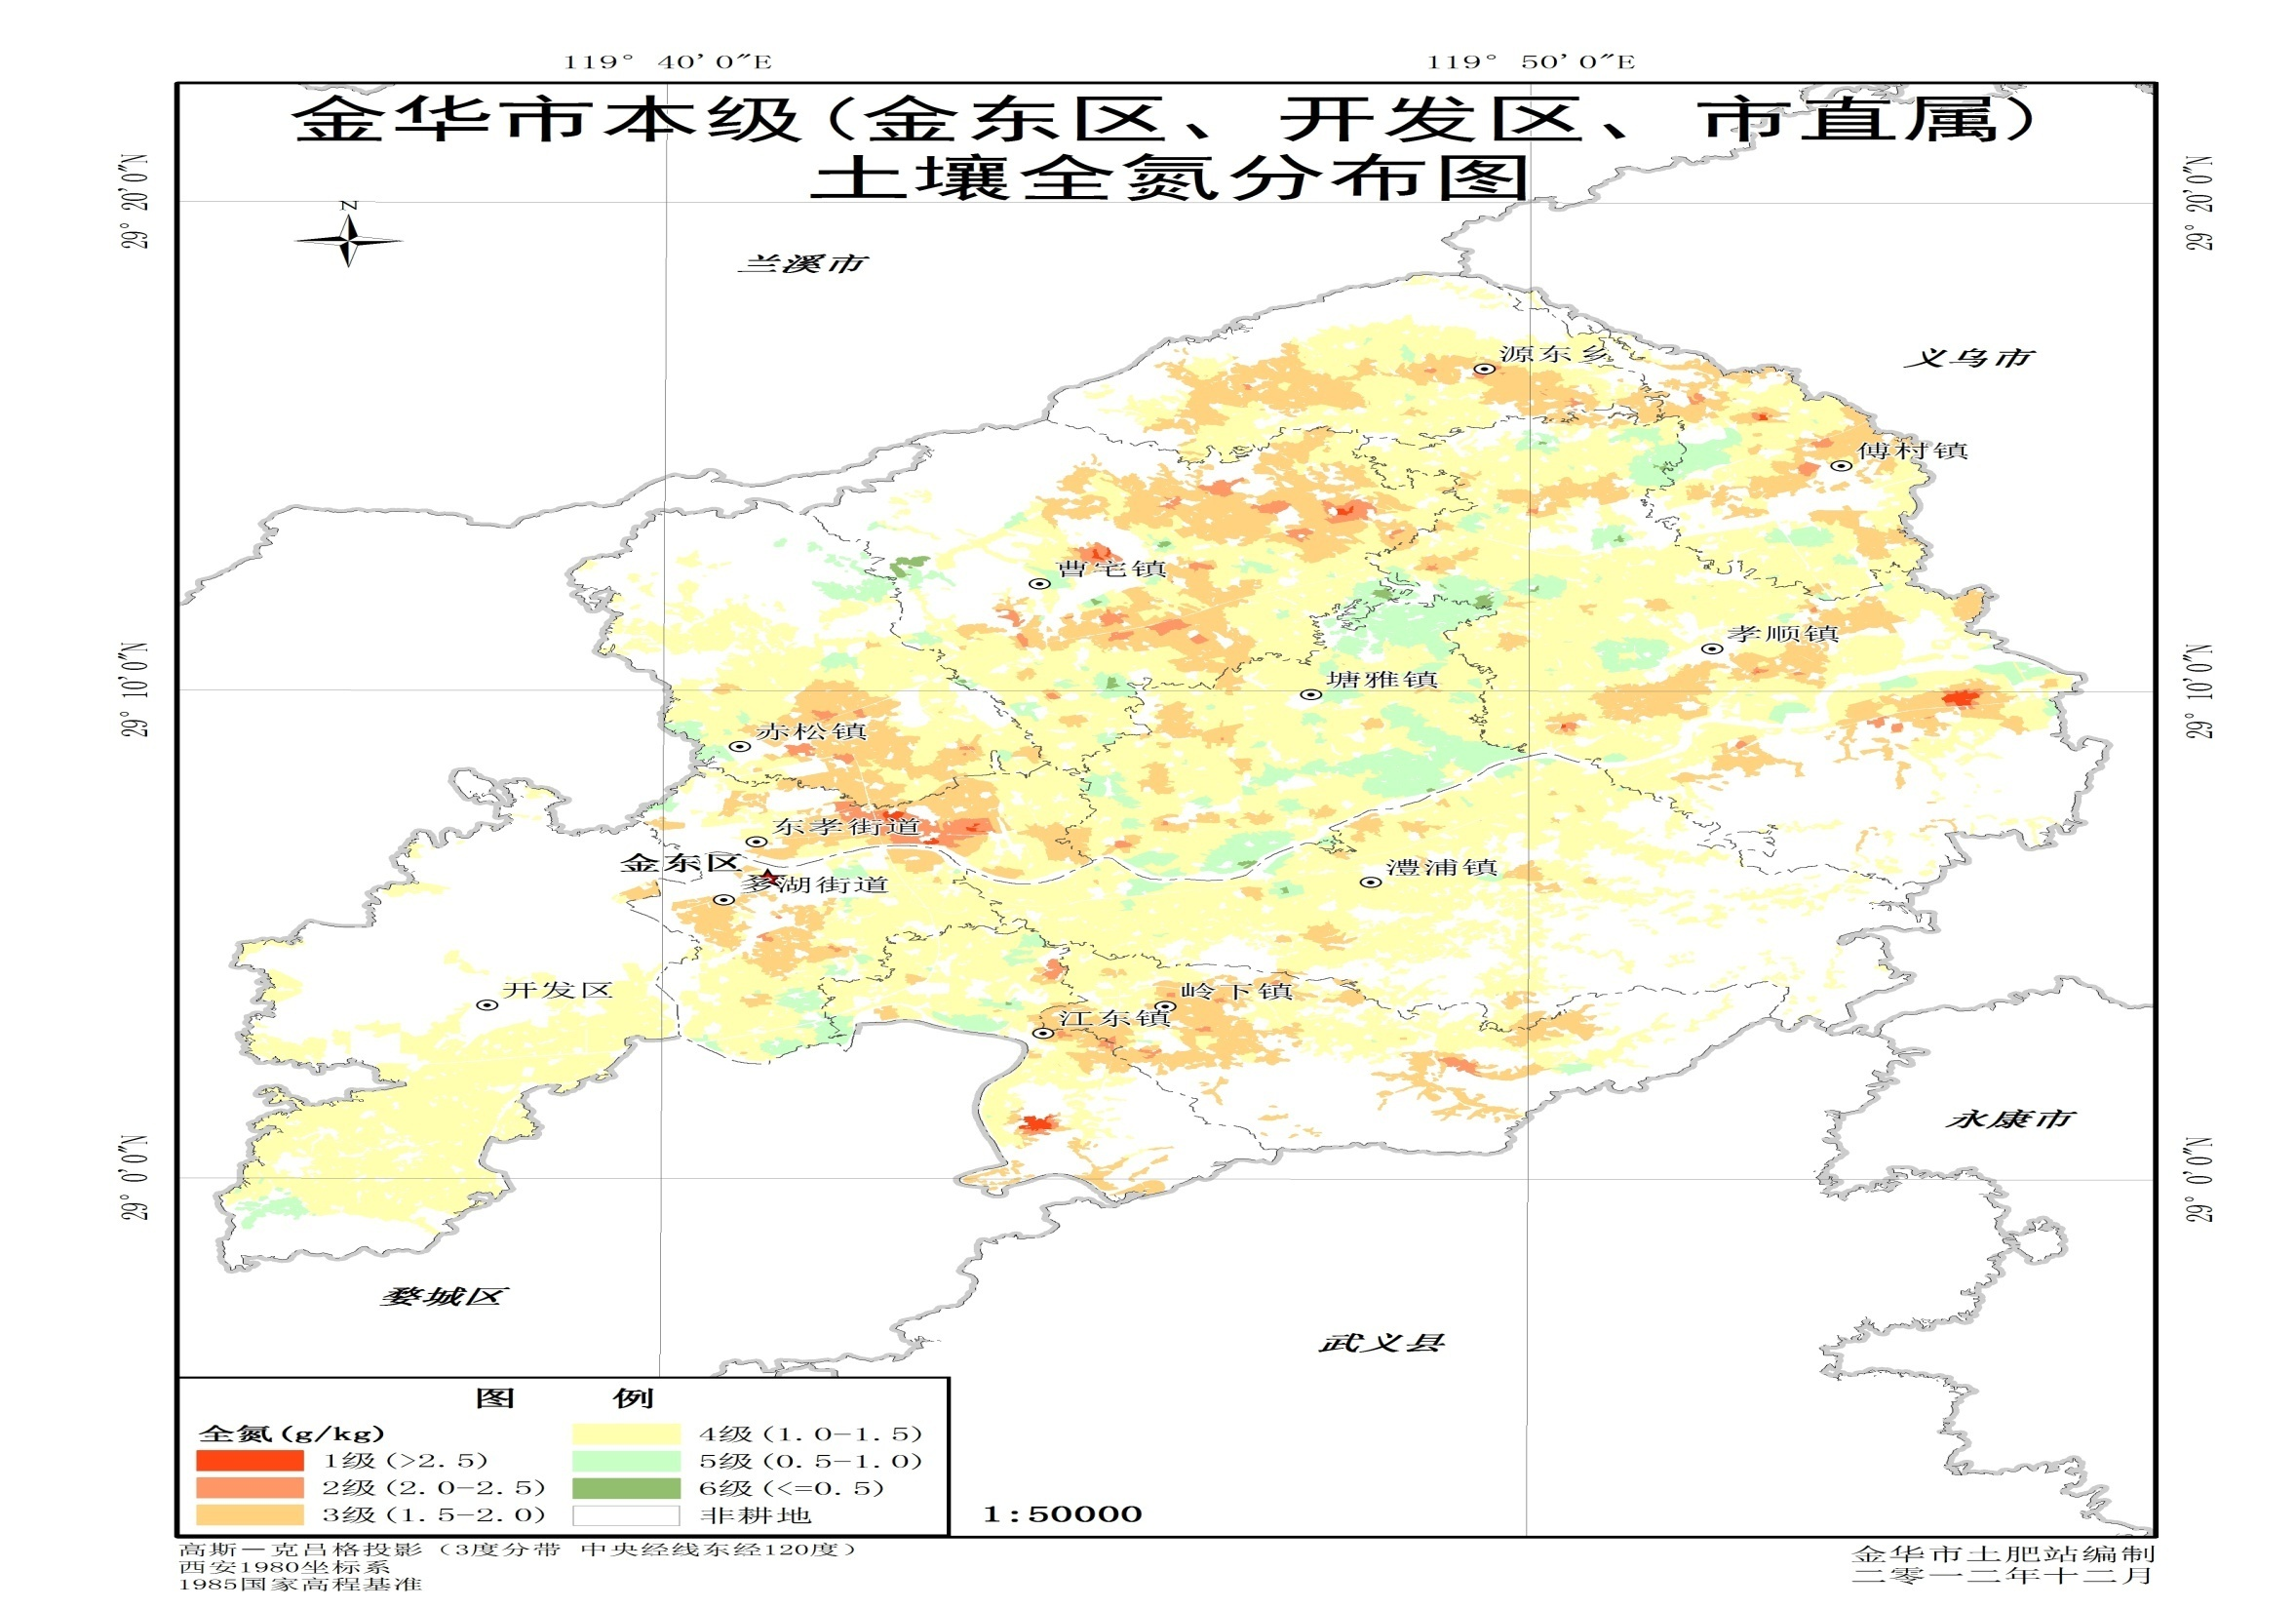 119° 40'0"E
119° 50'0"E
金华市本级(金东区、开发区、市直属)
土壤全氮分布图
29° 20'0"N
29° 20'0"N
N
兰溪市
源东乡
义乌市
傅村镇
曹宅镇
孝顺镇
29° 10'0"N
29° 10'0"N
塘雅镇
赤松镇
东孝街道
金东区
多湖街道
澧浦镇
开发区
岭下镇
江东镇
永康市
29° 0'0"N
29° 0'0"N
婺城区
武义县
图 例
全氮(g/kg)
1级(>2.5)
2级(2.0-2.5)
3级(1.5-2.0)
4级(1.0-1.5)
5级(0.5-1.0)
6级(<=0.5)
非耕地
1:50000
高斯－克吕格投影（3度分带 中央经线东经120度）
西安1980坐标系
1985国家高程基准
金华市土肥站编制
二零一二年十二月